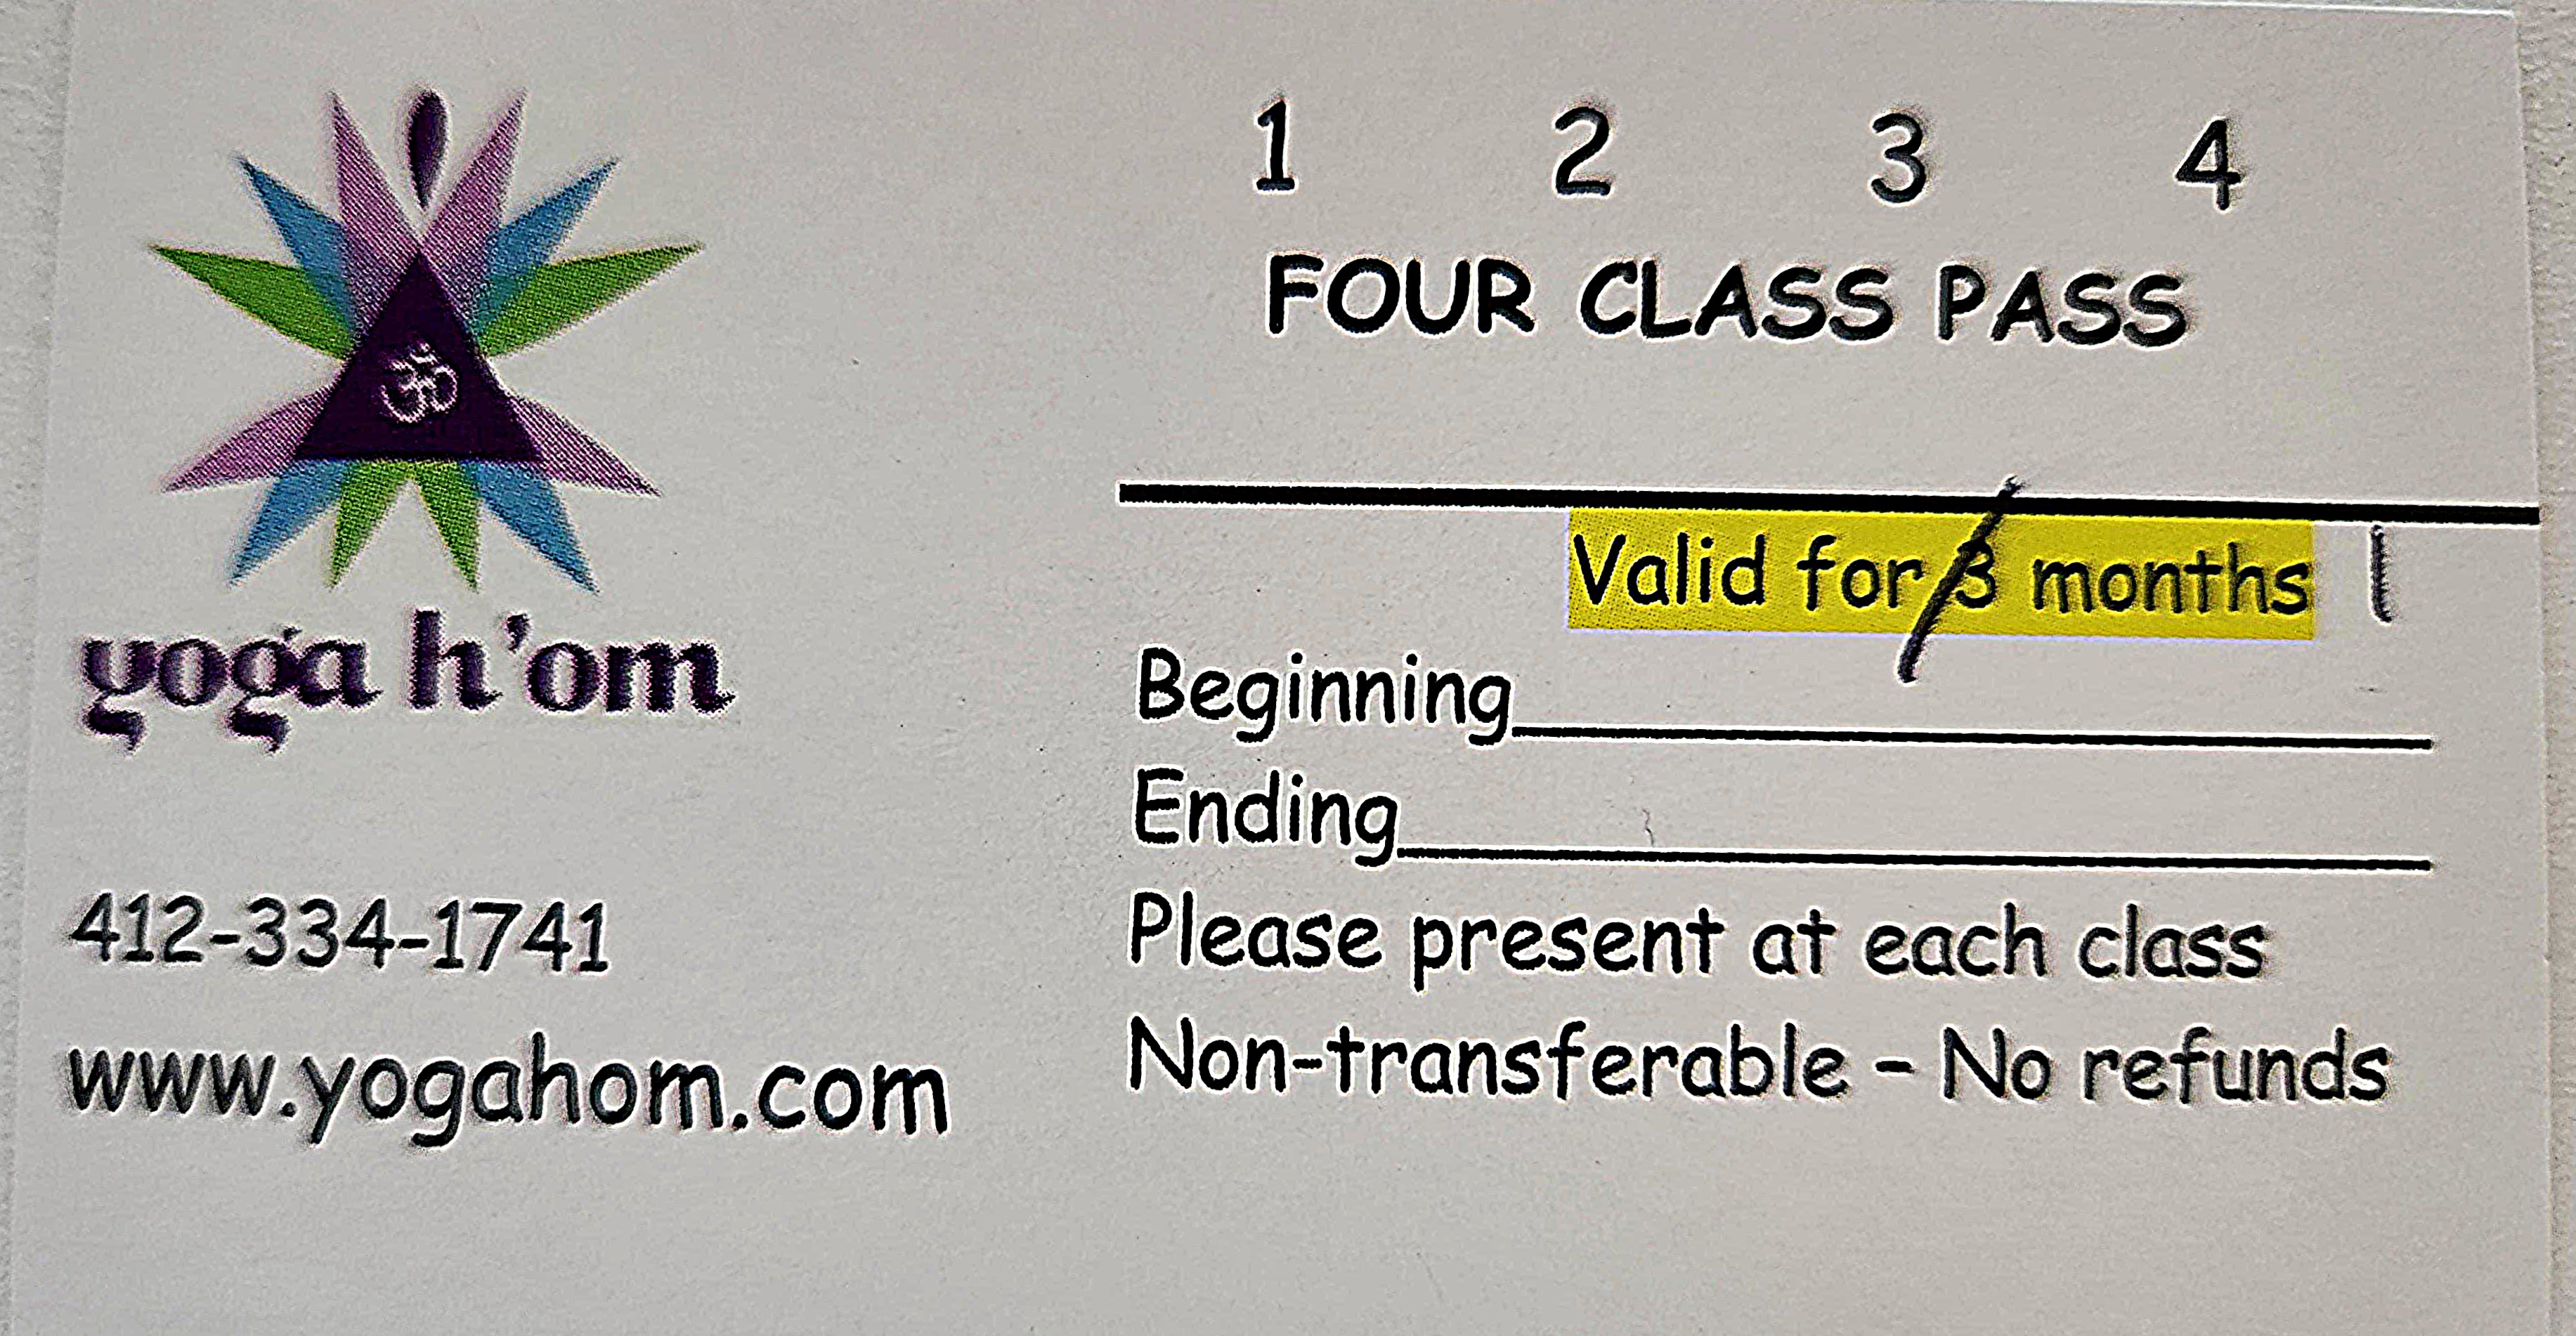 ॐ
yoga h'om
412-334-1741
www.yogahom.com
1 2 3 4
FOUR CLASS PASS
Valid for 3 months 1
Beginning
Ending
Please present at each class
Non-transferable – No refunds